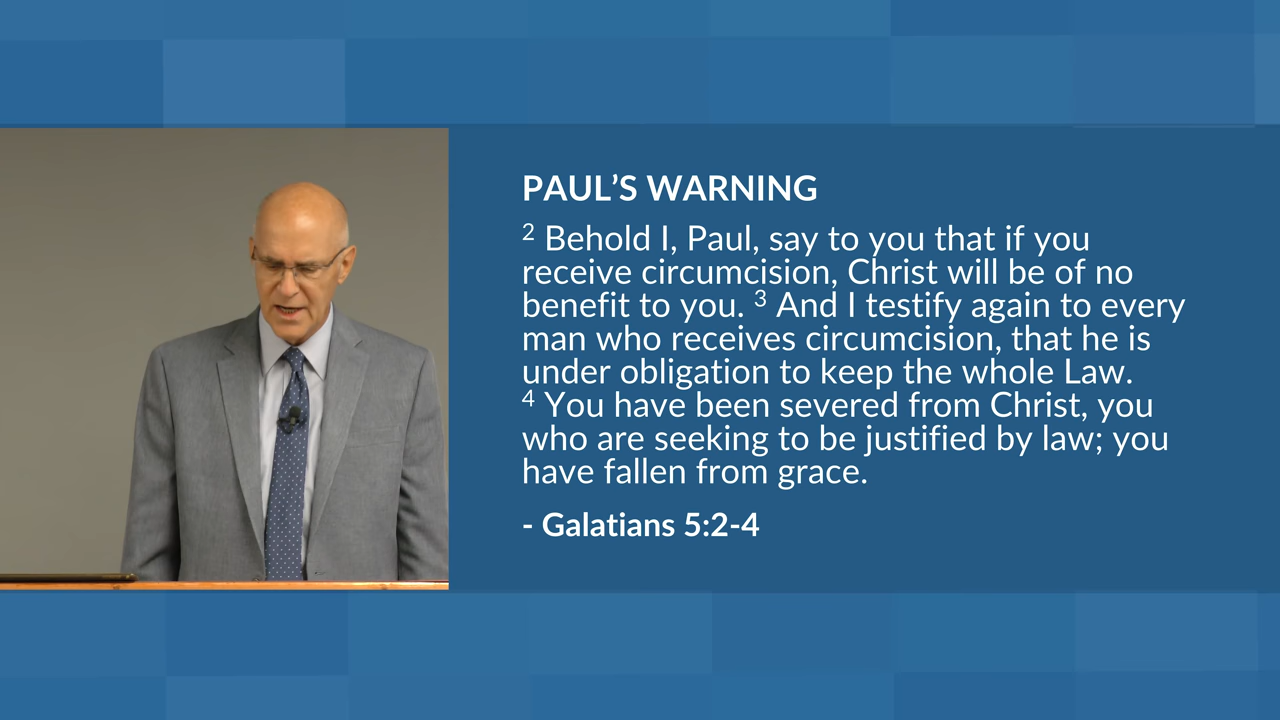 PAUL’S WARNING
2 Behold I, Paul, say to you that if you
receive circumcision, Christ will be of no
benefit to you. 3 And I testify again to every
man who receives circumcision, that he is
under obligation to keep the whole Law.
4 You have been severed from Christ, you
who are seeking to be justified by law; you
have fallen from grace.
- Galatians 5:2-4